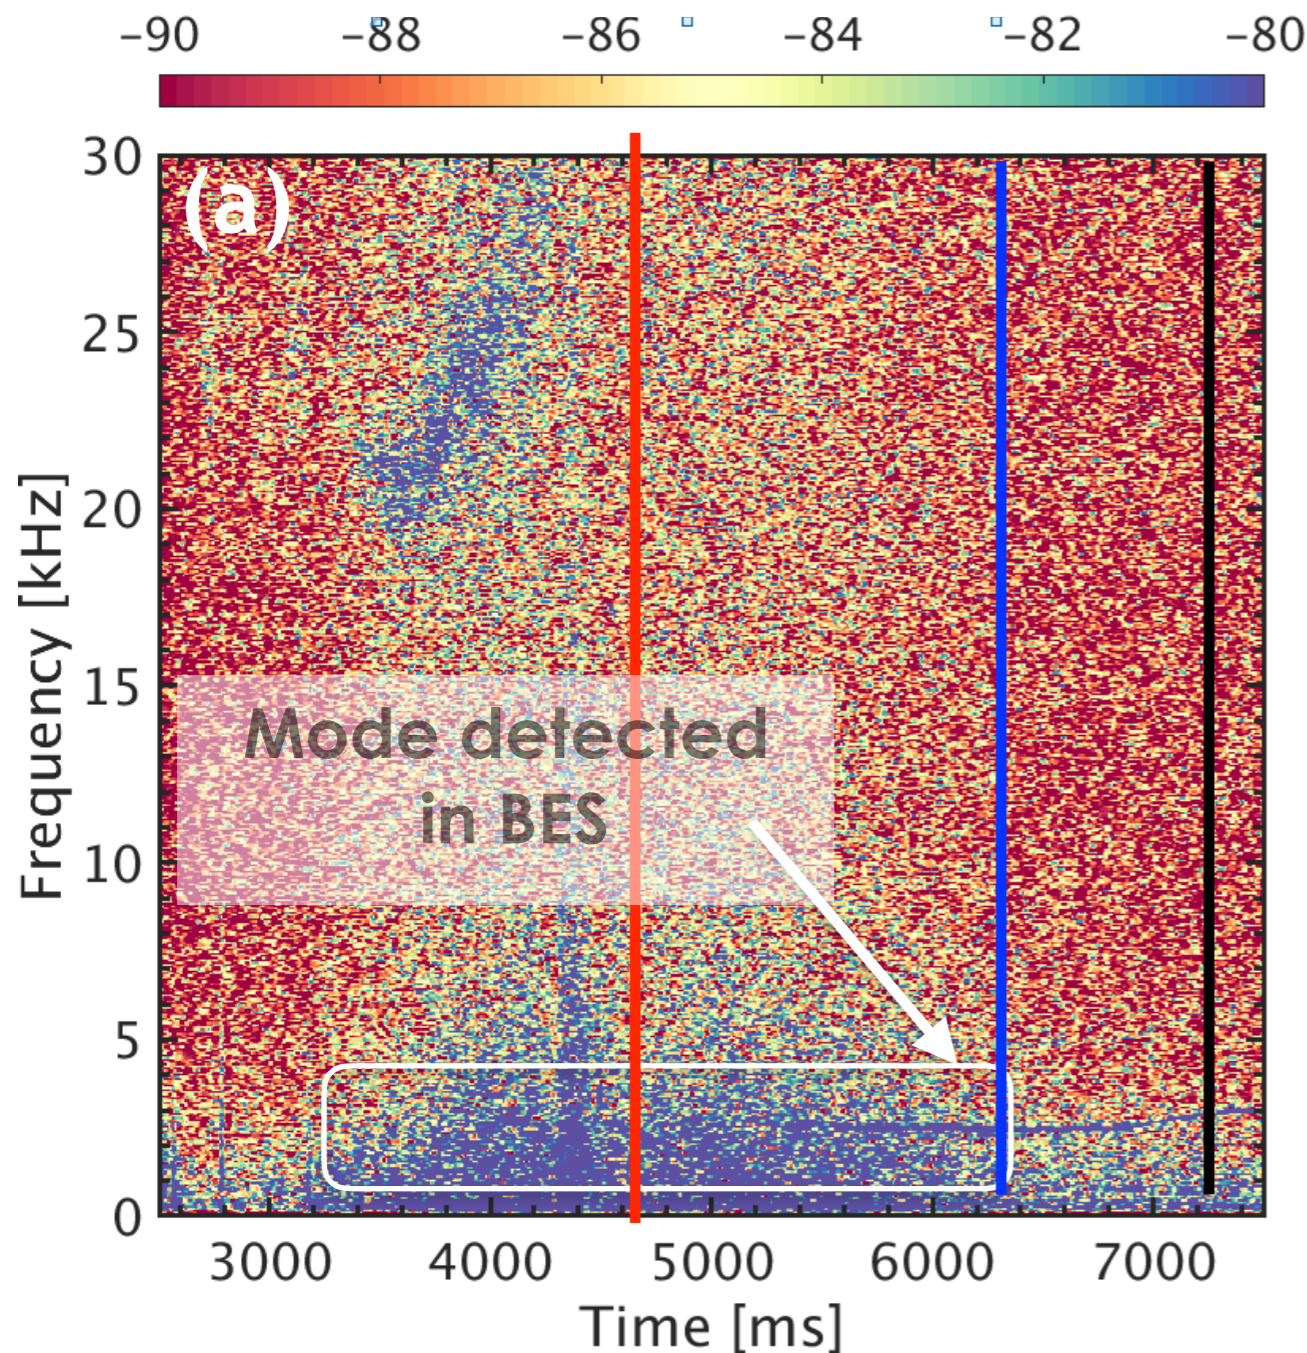 −90 −88 −86 −84 −82 −80
30
(a)
25
20
15
Mode detected
in BES
10
5
0
Frequency [kHz]
3000 4000 5000 6000 7000
Time [ms]